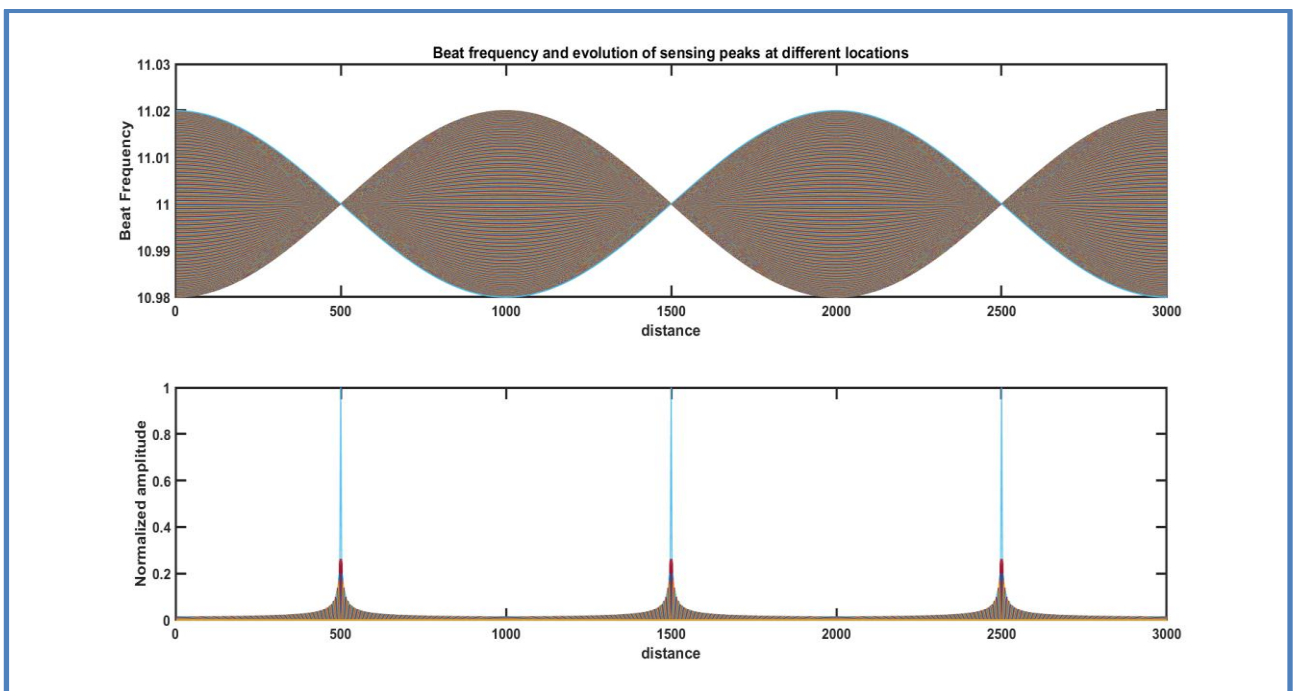 Beat frequency and evolution of sensing peaks at different locations
11.03
11.02
11.01
11
10.99
10.98
Beat Frequency
0 500 1000 1500 2000 2500 3000
distance
1
0.8
0.6
0.4
0.2
0
Normalized amplitude
0 500 1000 1500 2000 2500 3000
distance